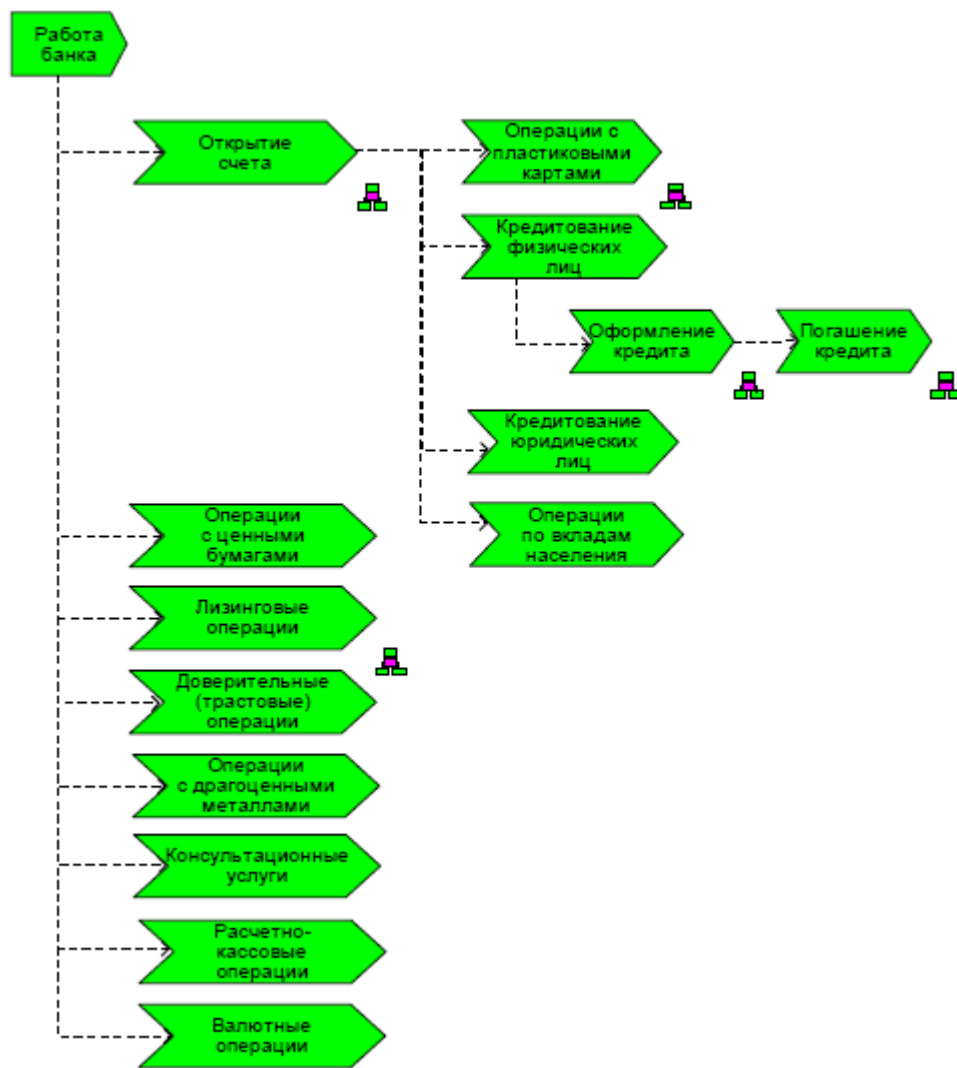 Работа
банка
Открытие
счета
Операции с
пластиковыми
картами
Кредитование
физических
лиц
Оформление
кредита
Погашение
кредита
Кредитование
юридических
лиц
Операции
по вкладам
населения
Операции
с ценными
бумагами
Лизинговые
операции
Доверительные
(трастовые)
операции
Операции
с драгоценными
металлами
Консультационные
услуги
Расчетно-
кассовые
операции
Валютные
операции